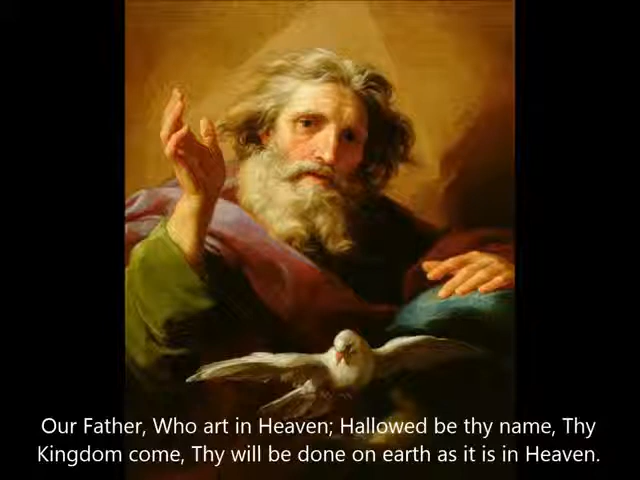 Our Father, Who art in Heaven; Hallowed be thy name, Thy
Kingdom come, Thy will be done on earth as it is in Heaven.